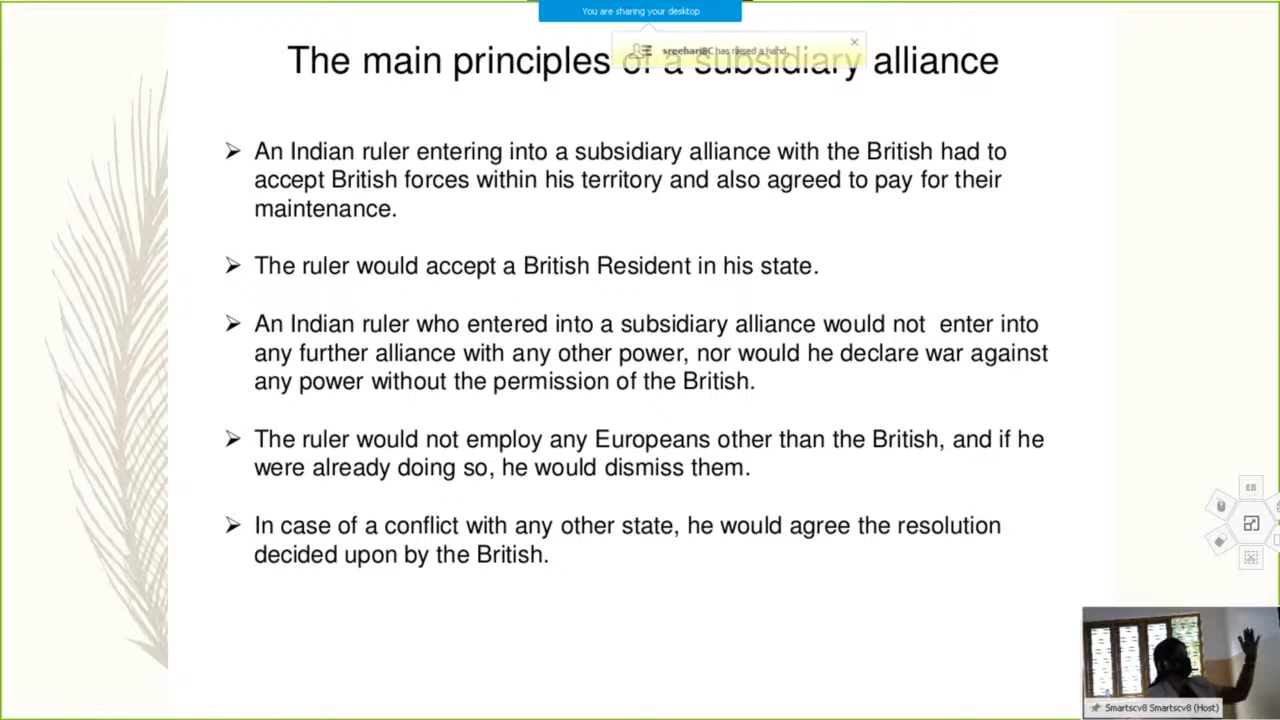 You are sharing your desktop
sreehari8C has raised a hand.
The main principles of a subsidiary alliance
➢ An Indian ruler entering into a subsidiary alliance with the British had to
accept British forces within his territory and also agreed to pay for their
maintenance.
➢ The ruler would accept a British Resident in his state.
➢ An Indian ruler who entered into a subsidiary alliance would not enter into
any further alliance with any other power, nor would he declare war against
any power without the permission of the British.
➢ The ruler would not employ any Europeans other than the British, and if he
were already doing so, he would dismiss them.
➢ In case of a conflict with any other state, he would agree the resolution
decided upon by the British.
Smartscv8 Smartscv8 (Host)